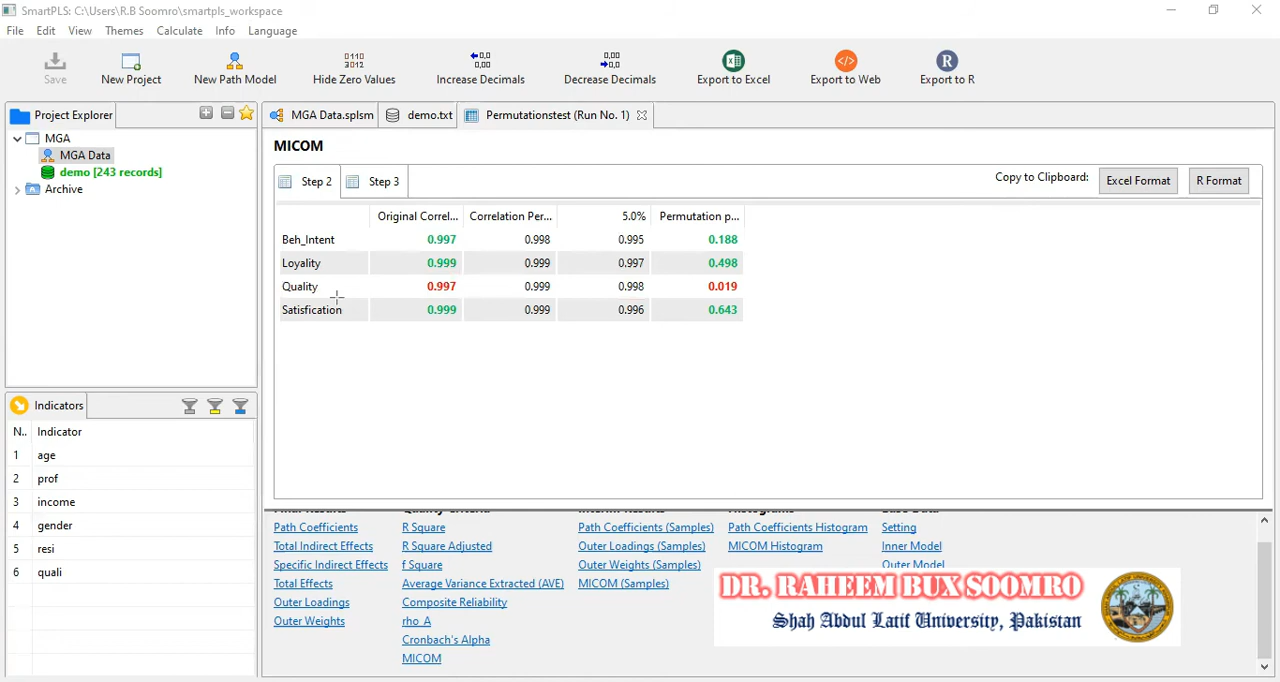 SmartPLS: C:\Users\R.B Soomro\smartpls_workspace
File Edit View Themes Calculate Info Language
Save New Project New Path Model Hide Zero Values Increase Decimals Decrease Decimals Export to Excel Export to Web Export to R
Project Explorer
MGA
MGA Data
demo [243 records]
Archive
MGA Data.splsm demo.txt Permutationstest (Run No. 1)
MICOM
Step 2 Step 3 Copy to Clipboard: Excel Format R Format
Original Correl... Correlation Per... 5.0% Permutation p...
Beh_Intent 0.997 0.998 0.995 0.188
Loyality 0.999 0.999 0.997 0.498
Quality 0.997 0.999 0.998 0.019
Satisfication 0.999 0.999 0.996 0.643
Indicators
N.. Indicator
1 age
2 prof
3 income
4 gender
5 resi
6 quali
Path Coefficients R Square Path Coefficients (Samples) Path Coefficients Histogram Setting
Total Indirect Effects R Square Adjusted Outer Loadings (Samples) MICOM Histogram Inner Model
Specific Indirect Effects f Square Outer Weights (Samples) Outer Model
Total Effects Average Variance Extracted (AVE) MICOM (Samples)
Outer Loadings Composite Reliability
Outer Weights rho_A
Cronbach's Alpha
MICOM
DR. RAHEEM BUX SOOMRO
Shah Abdul Latif University, Pakistan